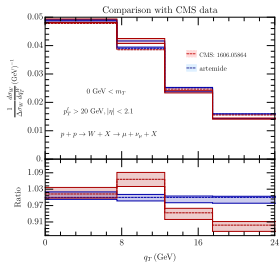 Comparison with CMS data
0.05
0.04
0.03
0.02
0.01
0
1/Δσ_W dσ_W/dq_T (GeV)⁻¹
CMS: 1606.05864
artemide
0 GeV < m_T
p_T^l > 20 GeV, |η| < 2.1
p + p → W + X → μ + ν_μ + X
1.09
1.03
0.97
0.91
Ratio
0 8 16 24
q_T (GeV)